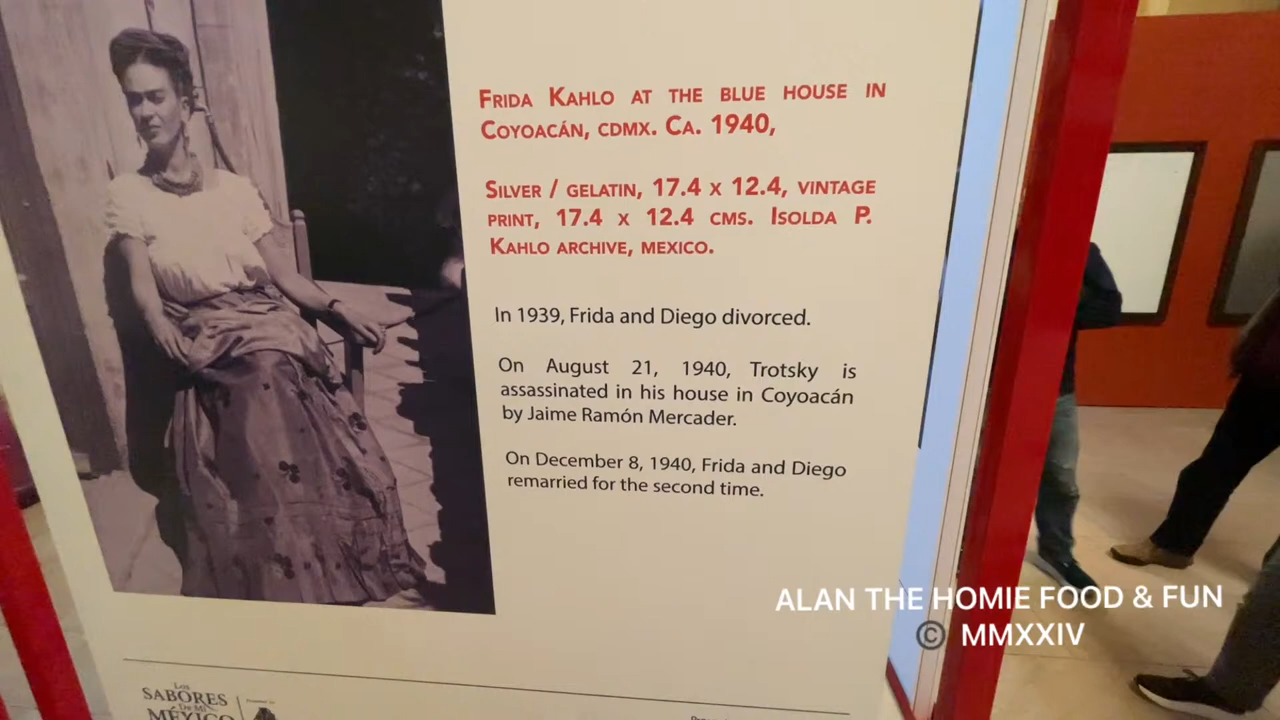 FRIDA KAHLO AT THE BLUE HOUSE IN
COYOACÁN, CDMX. CA. 1940,
SILVER / GELATIN, 17.4 X 12.4, VINTAGE
PRINT, 17.4 X 12.4 CMS. ISOLDA P.
KAHLO ARCHIVE, MEXICO.
In 1939, Frida and Diego divorced.
On August 21, 1940, Trotsky is
assassinated in his house in Coyoacán
by Jaime Ramón Mercader.
On December 8, 1940, Frida and Diego
remarried for the second time.
ALAN THE HOMIE FOOD & FUN
© MMXXIV
Los
SABORES
De Mi
MÉXICO